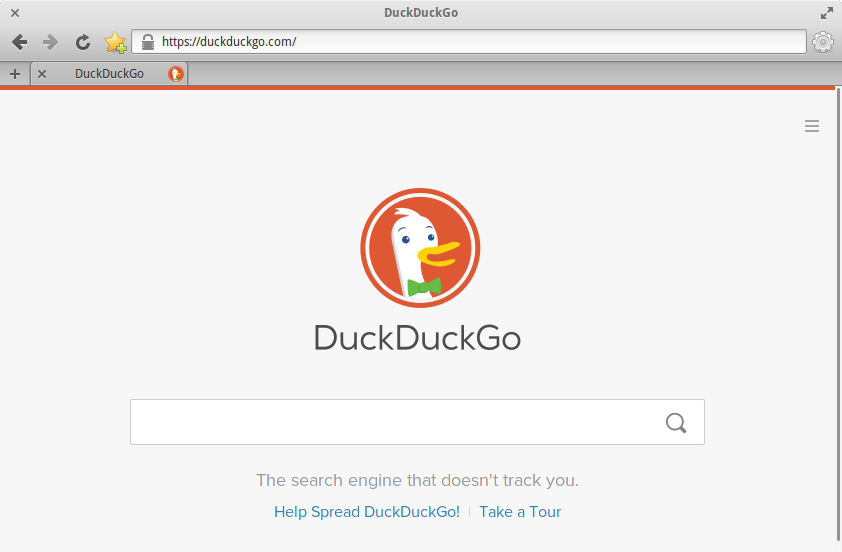 DuckDuckGo
https://duckduckgo.com/
DuckDuckGo
DuckDuckGo
The search engine that doesn't track you.
Help Spread DuckDuckGo! | Take a Tour